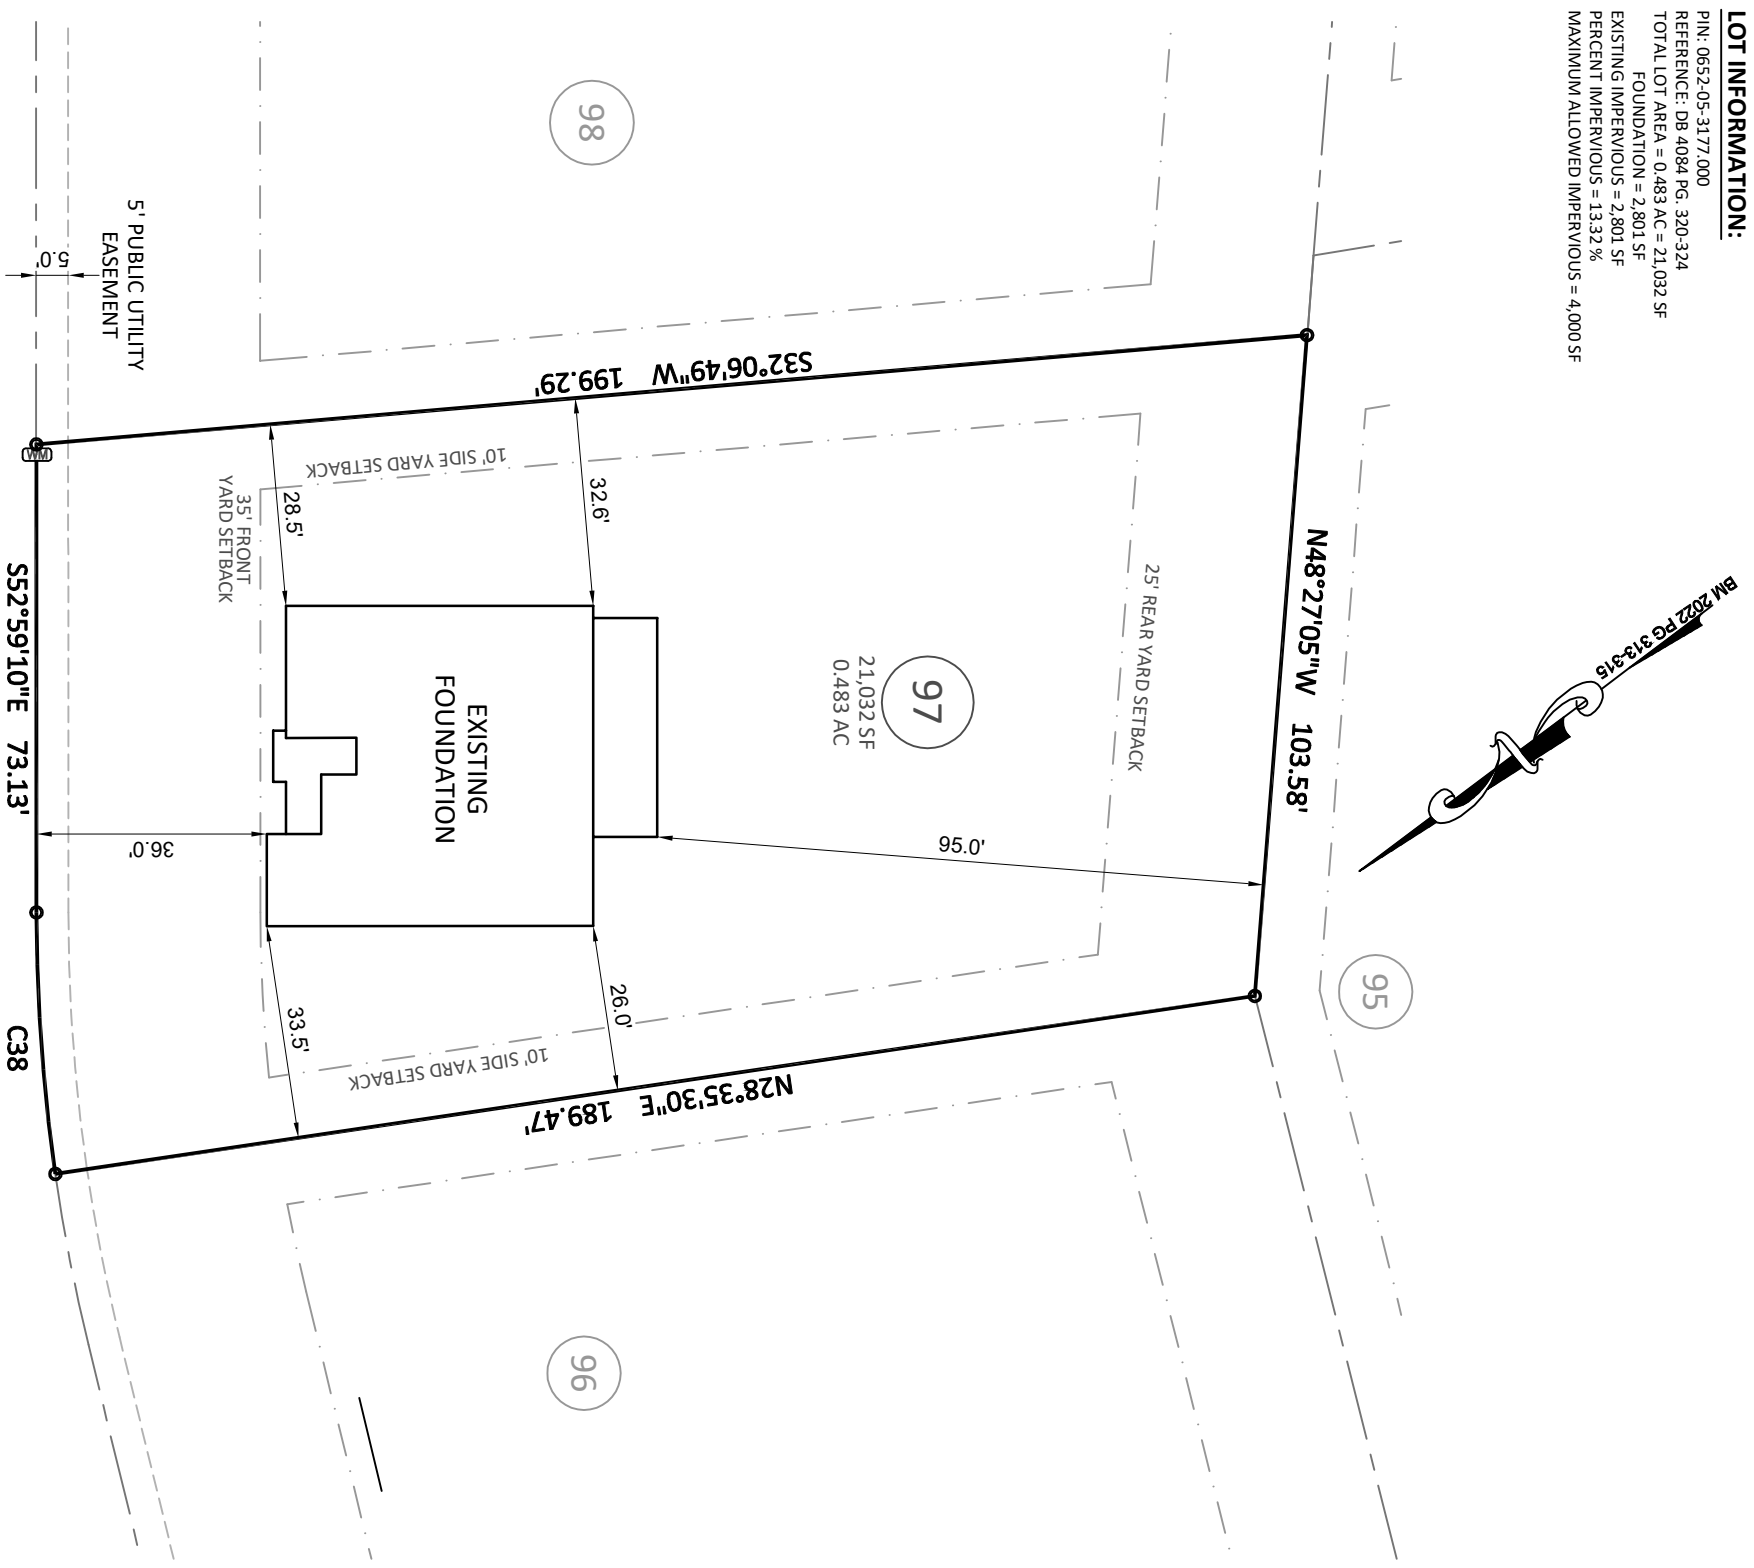 LOT INFORMATION:
PIN: 0652-05-3177.000
REFERENCE: DB 4084 PG. 320-324
TOTAL LOT AREA = 0.483 AC = 21,032 SF
FOUNDATION = 2,801 SF
EXISTING IMPERVIOUS = 2,801 SF
PERCENT IMPERVIOUS = 13.32 %
MAXIMUM ALLOWED IMPERVIOUS = 4,000 SF
BM 2022 PG 313-315
N48°27'05"W 103.58'
95
25' REAR YARD SETBACK
97
21,032 SF
0.483 AC
95.0'
98
S32°06'49"W 199.29'
10' SIDE YARD SETBACK
32.6'
28.5'
EXISTING
FOUNDATION
26.0'
33.5'
10' SIDE YARD SETBACK
N28°35'30"E 189.47'
96
35' FRONT
YARD SETBACK
36.0'
5' PUBLIC UTILITY
EASEMENT
5.0'
WM
S52°59'10"E 73.13'
C38